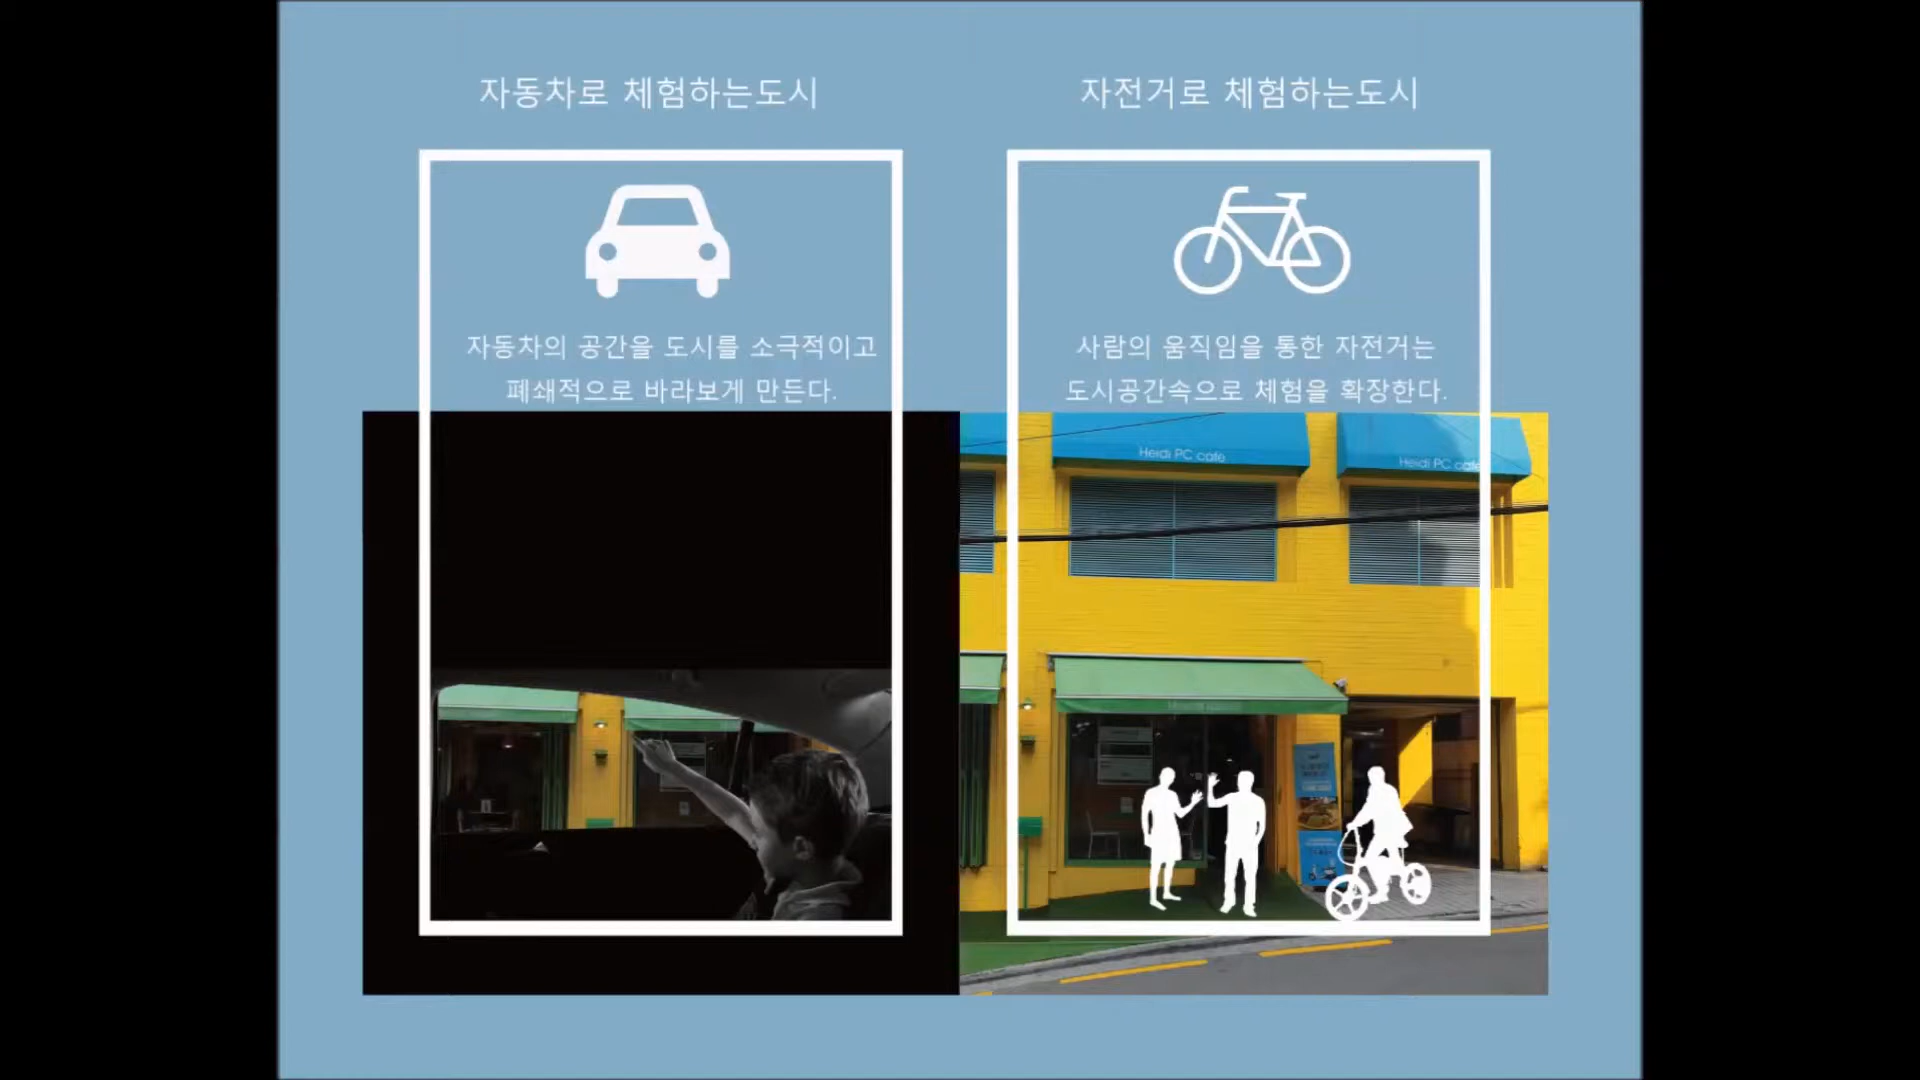 자동차로 체험하는도시
자전거로 체험하는도시
자동차의 공간을 도시를 소극적이고
폐쇄적으로 바라보게 만든다.
사람의 움직임을 통한 자전거는
도시공간속으로 체험을 확장한다.
Heidi PC cafe
Heidi PC cafe